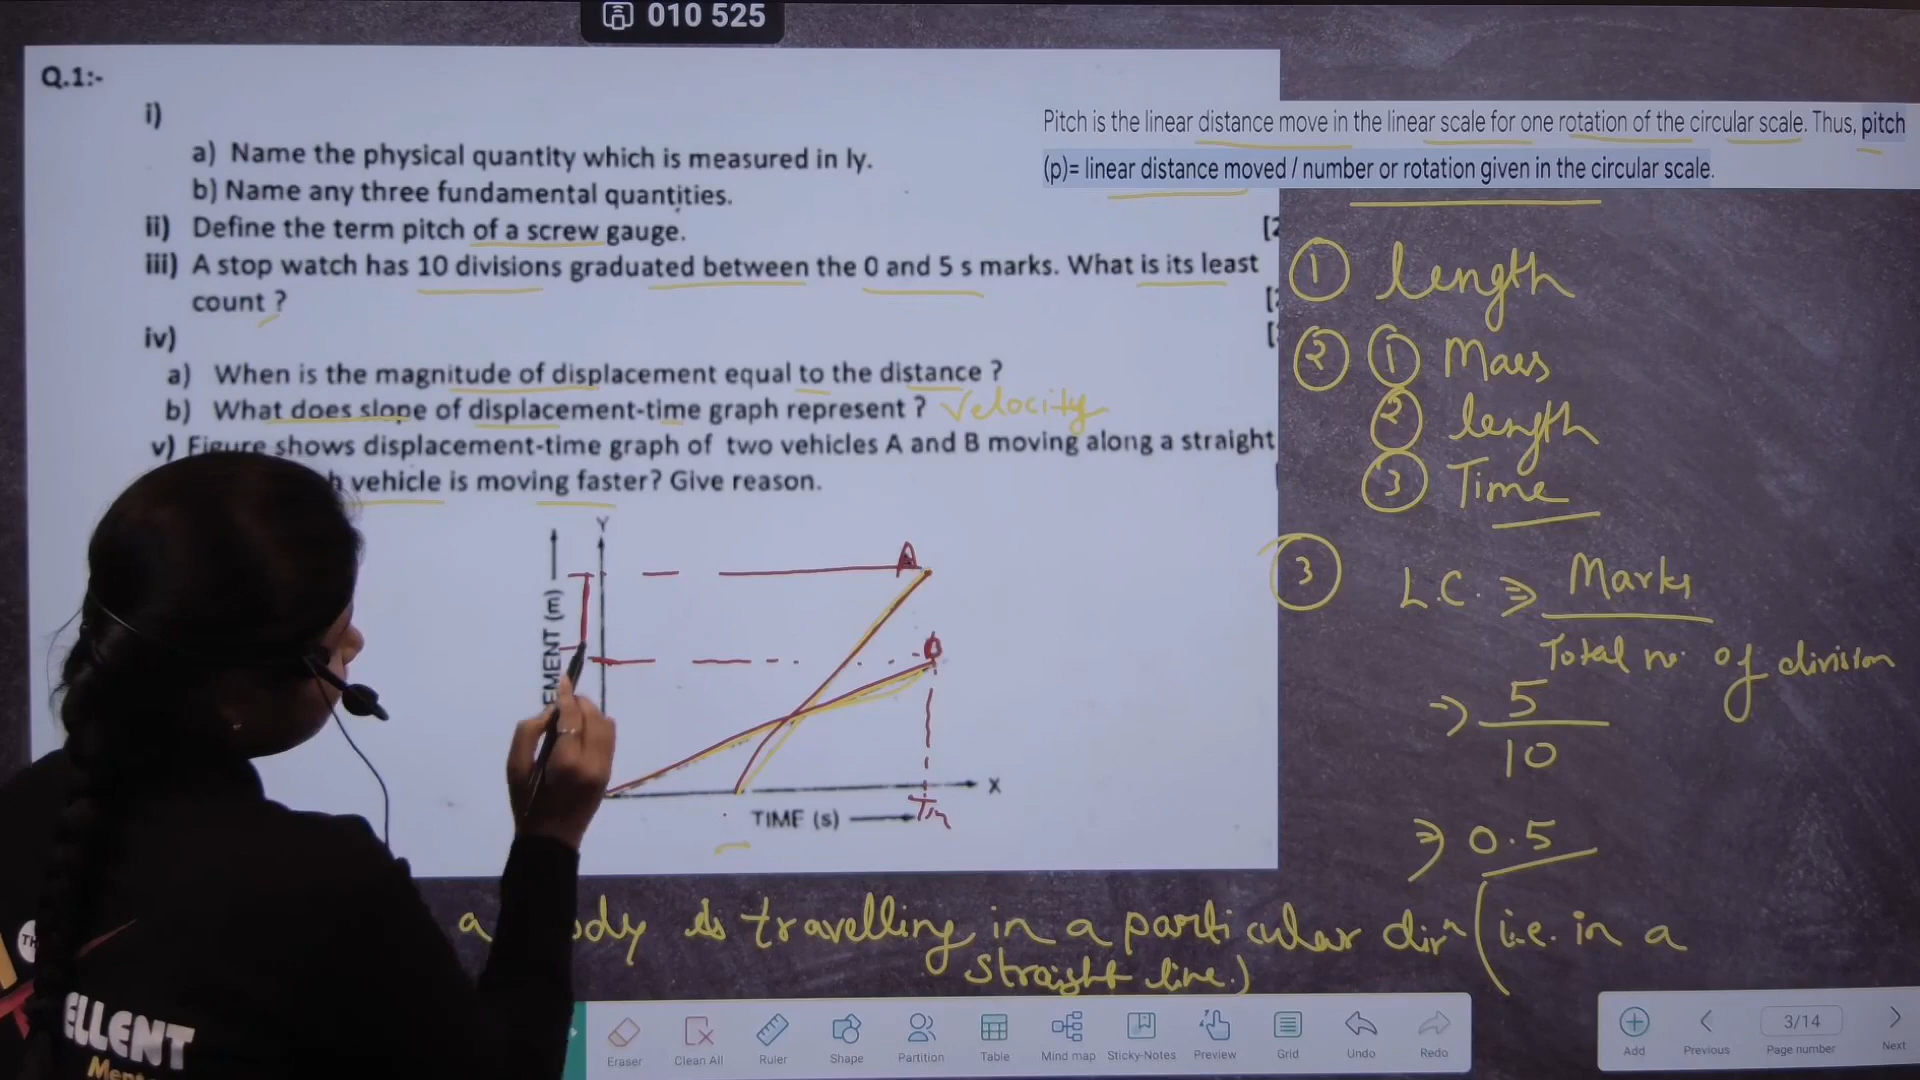 010 525
Q.1:-
i)
a) Name the physical quantity which is measured in ly.
b) Name any three fundamental quantities.
ii) Define the term pitch of a screw gauge.
iii) A stop watch has 10 divisions graduated between the 0 and 5 s marks. What is its least
count ?
iv)
a) When is the magnitude of displacement equal to the distance ?
b) What does slope of displacement-time graph represent ? Velocity
v) Figure shows displacement-time graph of two vehicles A and B moving along a straight
vehicle is moving faster? Give reason.
Y
A
EMENT (m)
X
TIME (s)
Pitch is the linear distance move in the linear scale for one rotation of the circular scale. Thus, pitch
(p)= linear distance moved / number or rotation given in the circular scale.
① length
② ① Mass
② length
③ Time
③ L.C. ⇒ Marks
Total no. of division
⇒ 5
10
⇒ 0.5
a body is travelling in a particular dirⁿ (i.e. in a
straight line.)
ELLENT
Eraser
Clean All
Ruler
Shape
Partition
Table
Mind map
Sticky-Notes
Preview
Grid
Undo
Redo
Add
Previous
3/14
Page number
Next